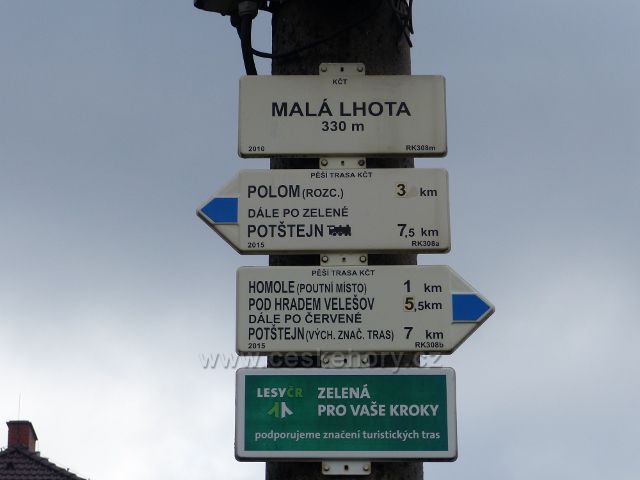 KČT
MALÁ LHOTA
330 m
2010 RK308m
PĚŠÍ TRASA KČT
POLOM (ROZC.) 3 km
DÁLE PO ZELENÉ
POTŠTEJN 7,5 km
2015 RK308a
PĚŠÍ TRASA KČT
HOMOLE (POUTNÍ MÍSTO) 1 km
POD HRADEM VELEŠOV 5,5km
DÁLE PO ČERVENÉ
POTŠTEJN (VÝCH. ZNAČ. TRAS) 7 km
2015 RK308b
www.ceskehory.cz
LESYČR ZELENÁ
PRO VAŠE KROKY
podporujeme značení turistických tras